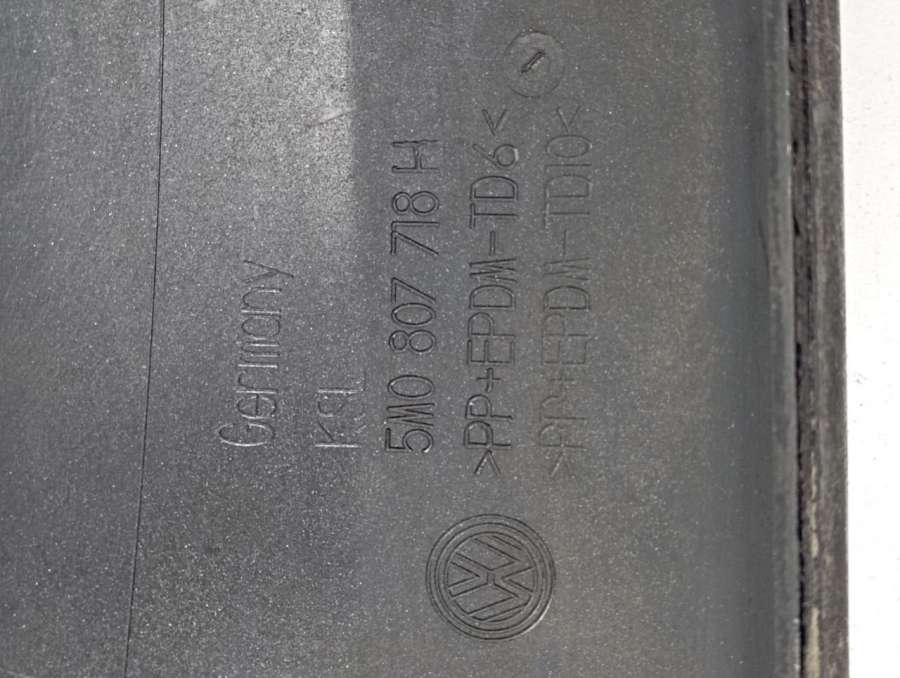 Germany
KSL
5M0 807 718 H
>PP+EPDM-TD6<
>PP+EPDM-TD10<